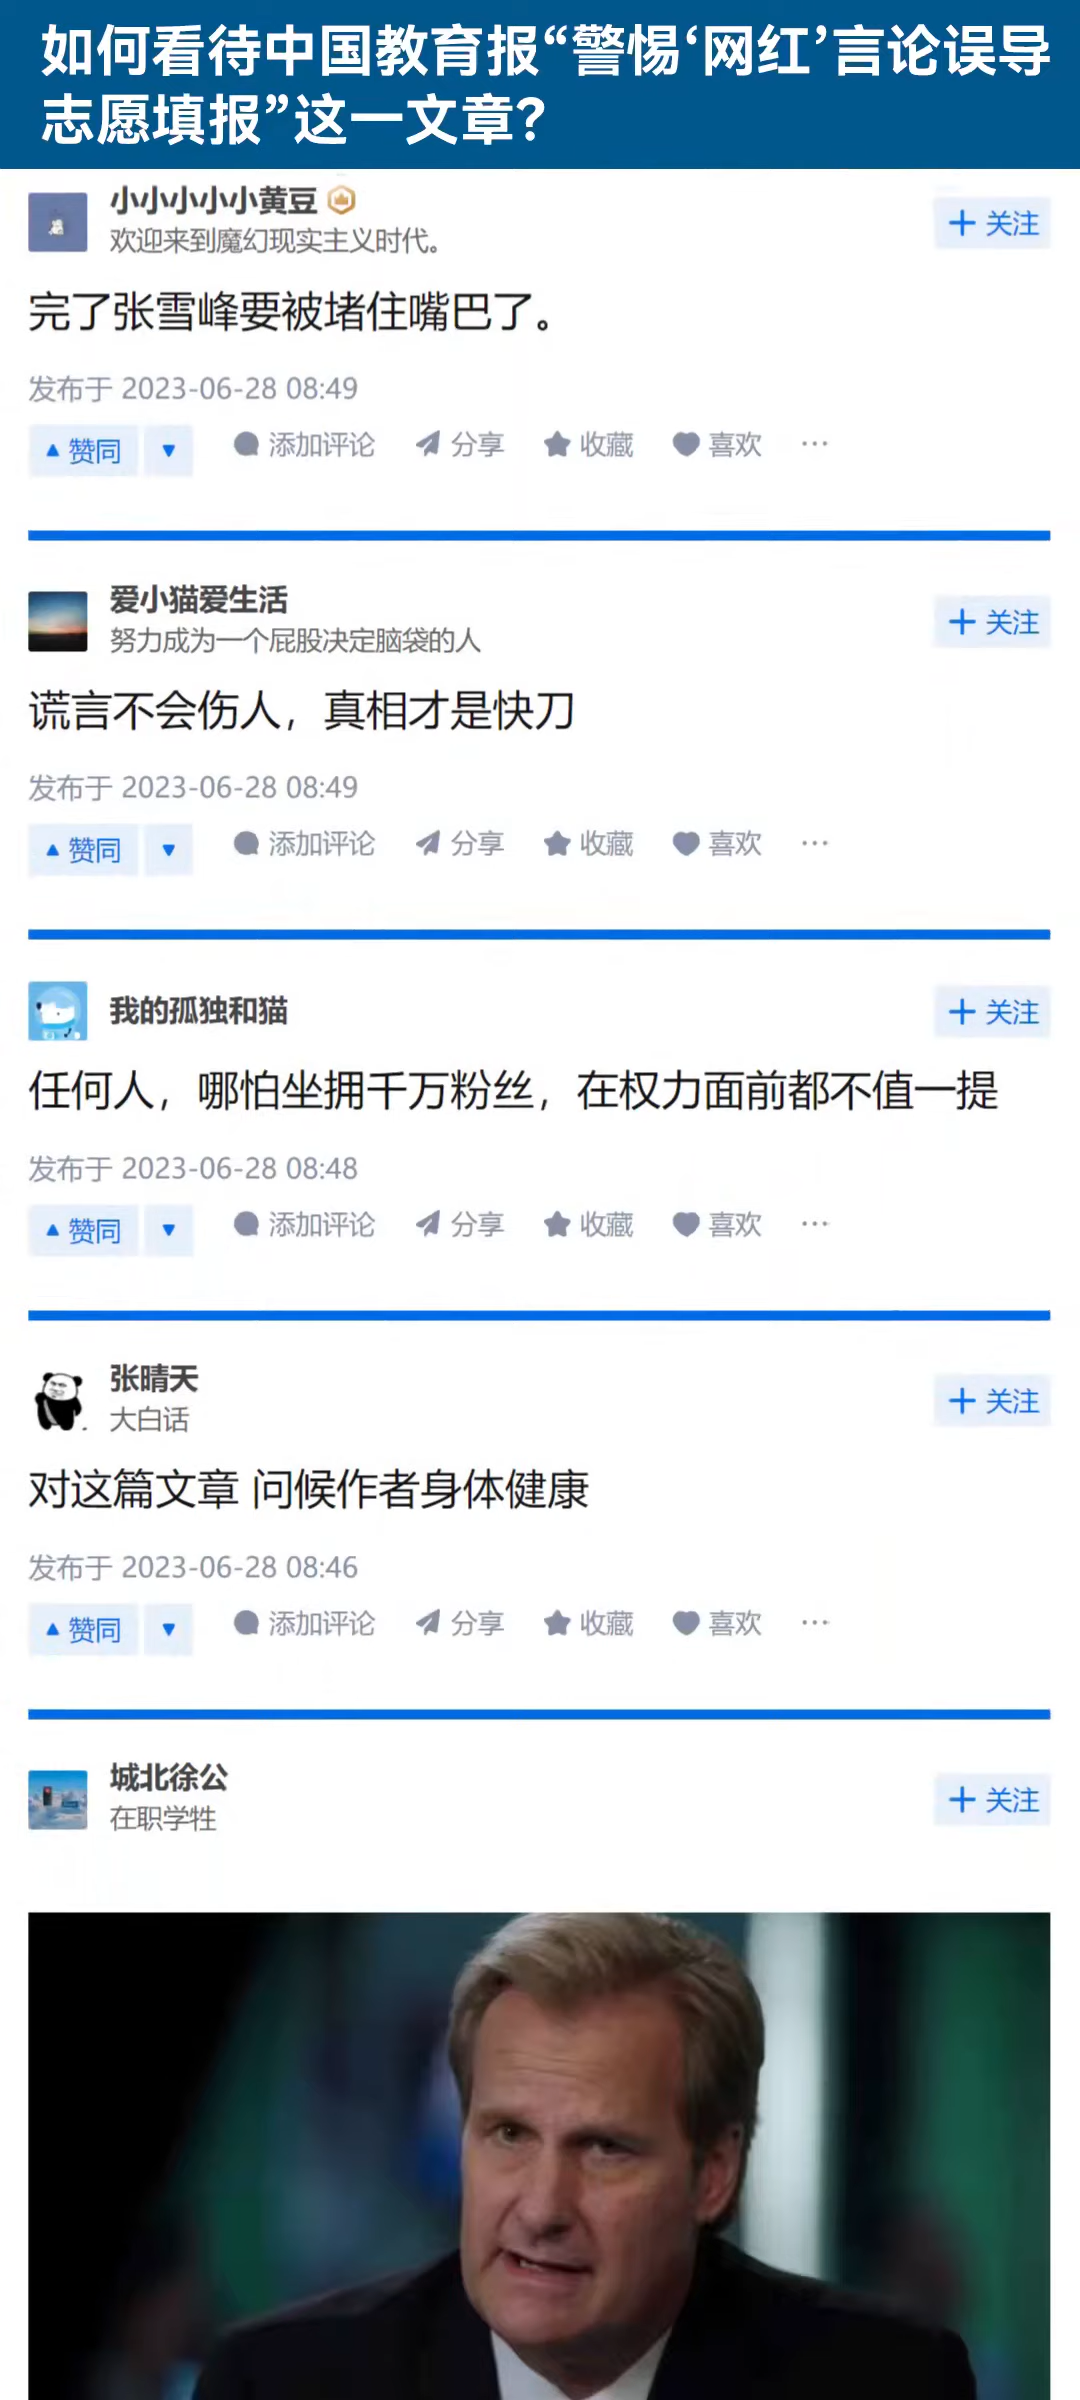 如何看待中国教育报“警惕‘网红’言论误导
志愿填报”这一文章？
小小小小小黄豆
欢迎来到魔幻现实主义时代。
+ 关注
完了张雪峰要被堵住嘴巴了。
发布于 2023-06-28 08:49
▲ 赞同 ▼ 添加评论 分享 收藏 喜欢 ···
爱小猫爱生活
努力成为一个屁股决定脑袋的人
+ 关注
谎言不会伤人，真相才是快刀
发布于 2023-06-28 08:49
▲ 赞同 ▼ 添加评论 分享 收藏 喜欢 ···
我的孤独和猫
+ 关注
任何人，哪怕坐拥千万粉丝，在权力面前都不值一提
发布于 2023-06-28 08:48
▲ 赞同 ▼ 添加评论 分享 收藏 喜欢 ···
张晴天
大白话
+ 关注
对这篇文章 问候作者身体健康
发布于 2023-06-28 08:46
▲ 赞同 ▼ 添加评论 分享 收藏 喜欢 ···
城北徐公
在职学牲
+ 关注